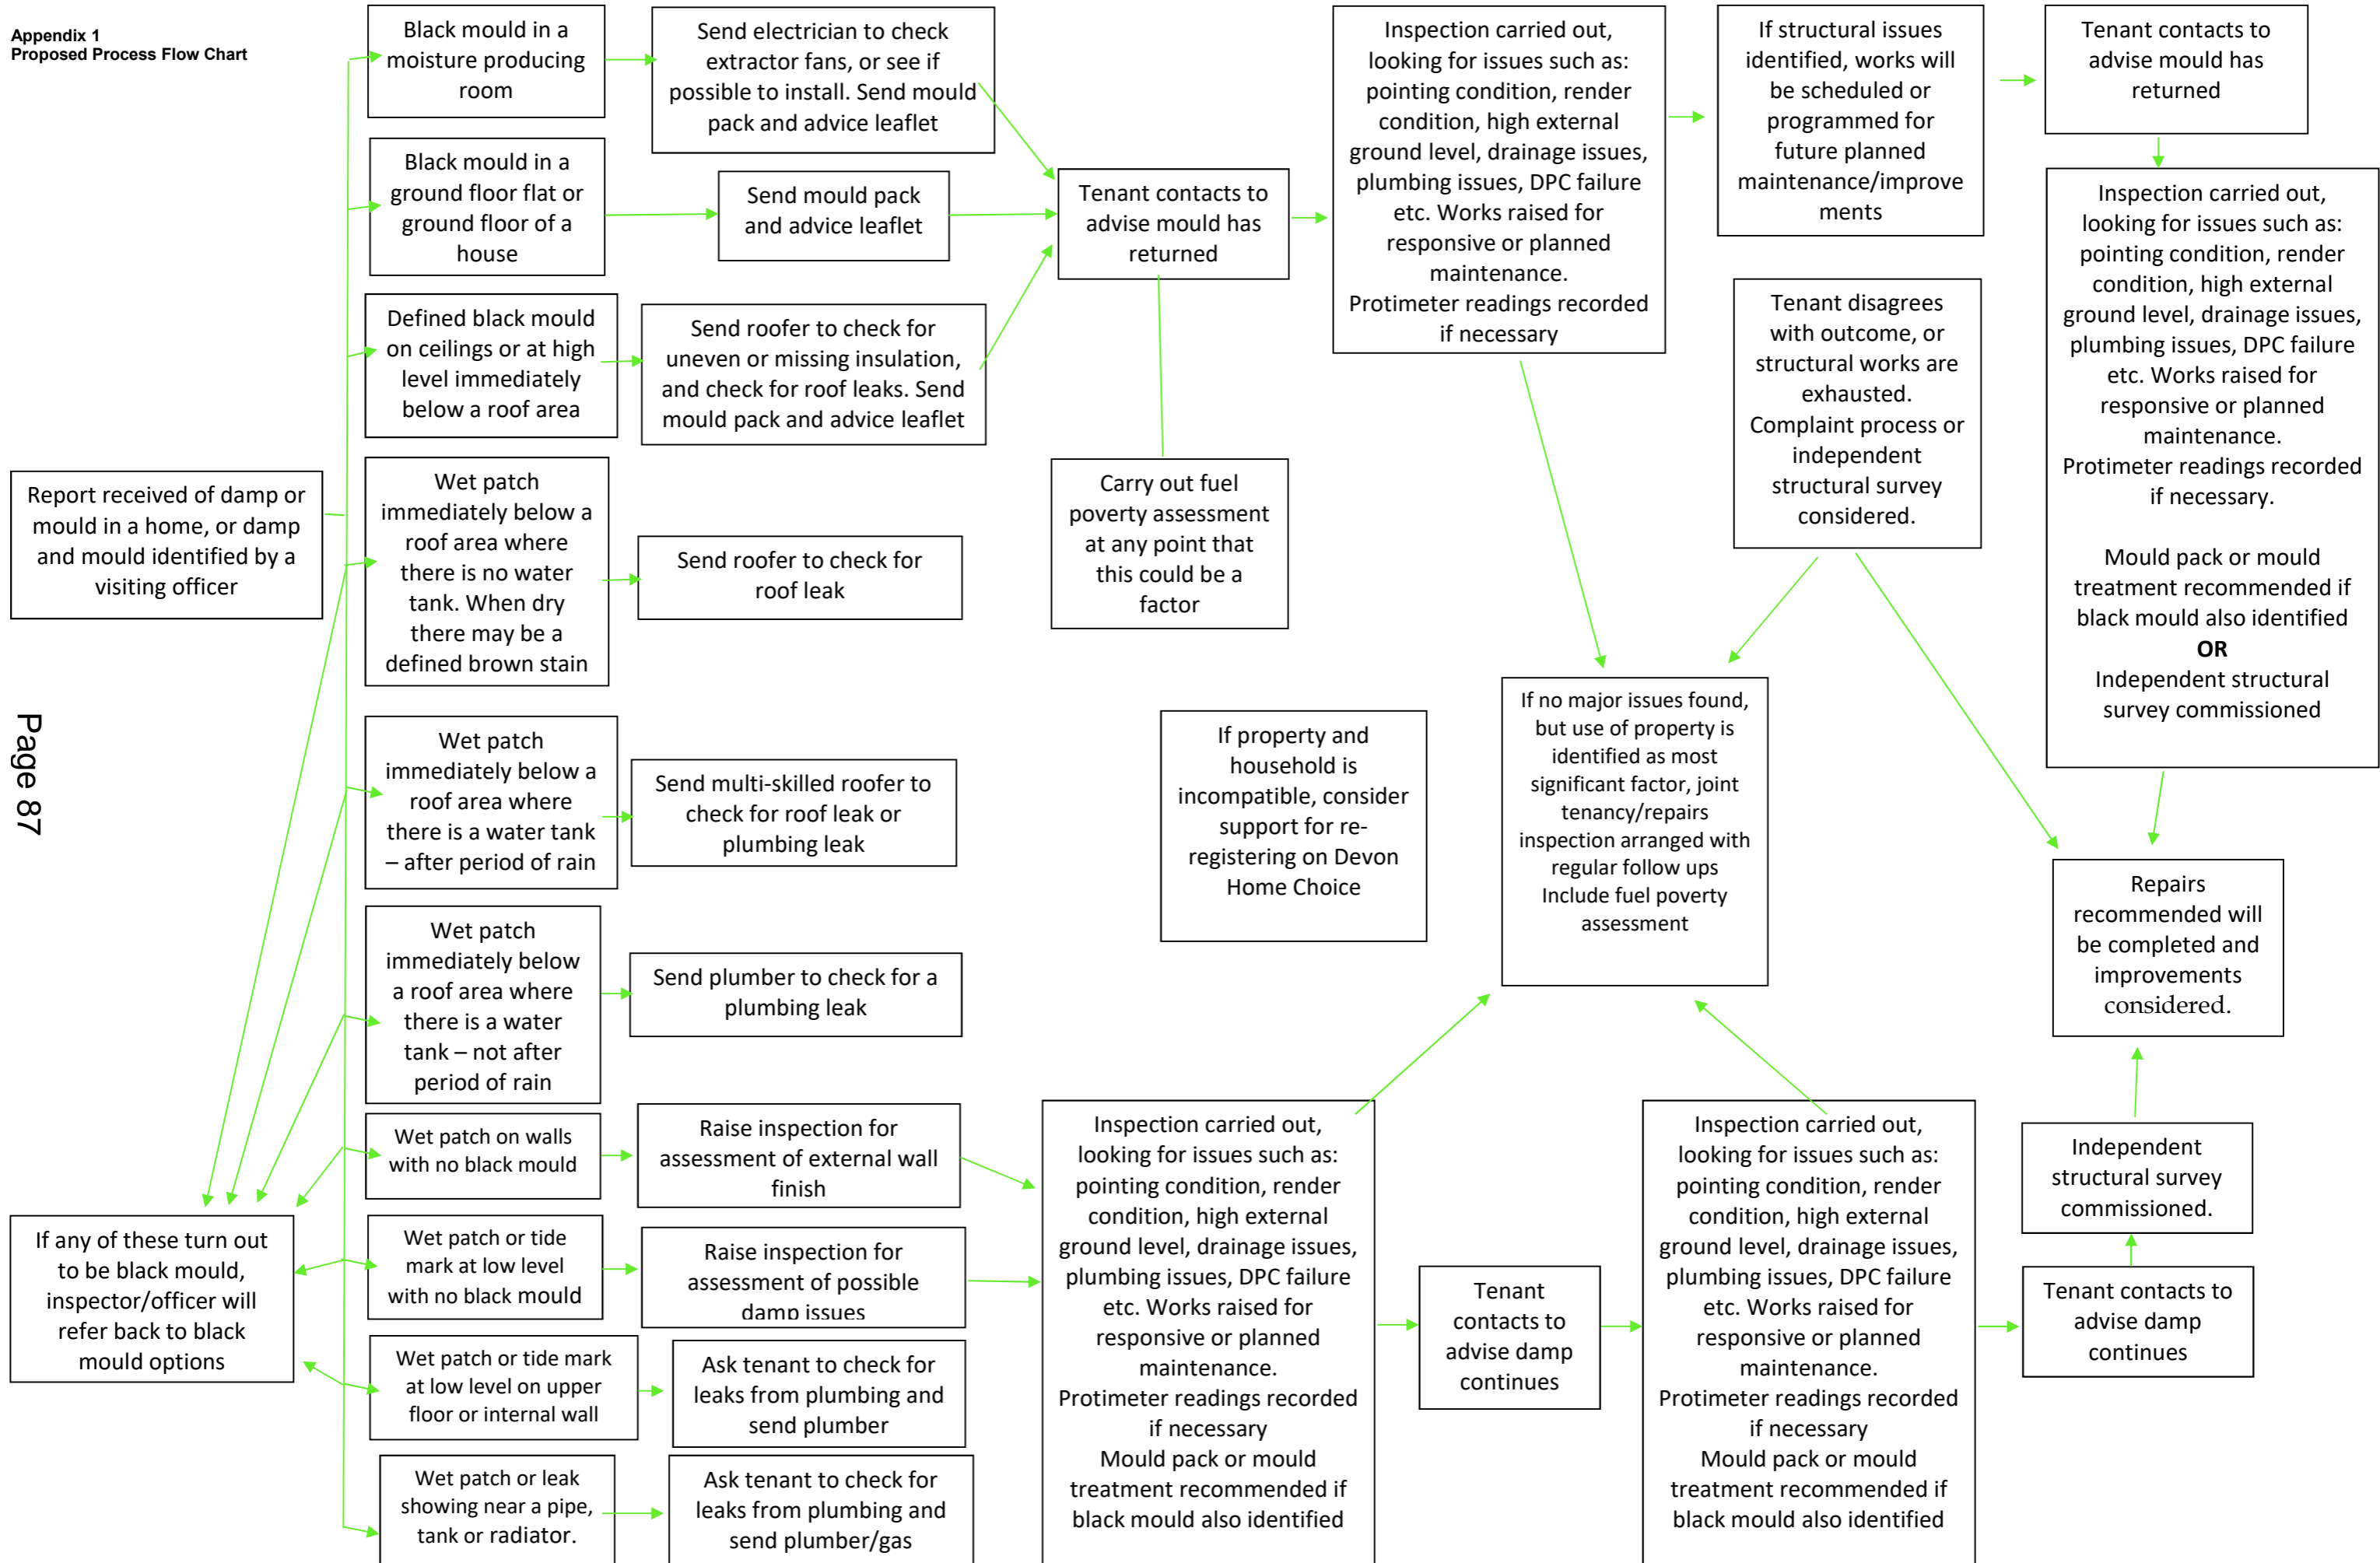 Appendix 1
Proposed Process Flow Chart
Black mould in a
moisture producing
room
Send electrician to check
extractor fans, or see if
possible to install. Send mould
pack and advice leaflet
Black mould in a
ground floor flat or
ground floor of a
house
Send mould pack
and advice leaflet
Defined black mould
on ceilings or at high
level immediately
below a roof area
Send roofer to check for
uneven or missing insulation,
and check for roof leaks. Send
mould pack and advice leaflet
Tenant contacts to
advise mould has
returned
Carry out fuel
poverty assessment
at any point that
this could be a
factor
Inspection carried out,
looking for issues such as:
pointing condition, render
condition, high external
ground level, drainage issues,
plumbing issues, DPC failure
etc. Works raised for
responsive or planned
maintenance.
Protimeter readings recorded
if necessary
If structural issues
identified, works will
be scheduled or
programmed for
future planned
maintenance/improve
ments
Tenant contacts to
advise mould has
returned
Inspection carried out,
looking for issues such as:
pointing condition, render
condition, high external
ground level, drainage issues,
plumbing issues, DPC failure
etc. Works raised for
responsive or planned
maintenance.
Protimeter readings recorded
if necessary.
Mould pack or mould
treatment recommended if
black mould also identified
OR
Independent structural
survey commissioned
Tenant disagrees
with outcome, or
structural works are
exhausted.
Complaint process or
independent
structural survey
considered.
Report received of damp or
mould in a home, or damp
and mould identified by a
visiting officer
Wet patch
immediately below a
roof area where
there is no water
tank. When dry
there may be a
defined brown stain
Send roofer to check for
roof leak
Wet patch
immediately below a
roof area where
there is a water tank
– after period of rain
Send multi-skilled roofer to
check for roof leak or
plumbing leak
If property and
household is
incompatible, consider
support for re-
registering on Devon
Home Choice
If no major issues found,
but use of property is
identified as most
significant factor, joint
tenancy/repairs
inspection arranged with
regular follow ups
Include fuel poverty
assessment
Repairs
recommended will
be completed and
improvements
considered.
Wet patch
immediately below
a roof area where
there is a water
tank – not after
period of rain
Send plumber to check for a
plumbing leak
Wet patch on walls
with no black mould
Raise inspection for
assessment of external wall
finish
If any of these turn out
to be black mould,
inspector/officer will
refer back to black
mould options
Wet patch or tide
mark at low level
with no black mould
Raise inspection for
assessment of possible
damp issues
Wet patch or tide mark
at low level on upper
floor or internal wall
Ask tenant to check for
leaks from plumbing and
send plumber
Wet patch or leak
showing near a pipe,
tank or radiator.
Ask tenant to check for
leaks from plumbing and
send plumber/gas
Inspection carried out,
looking for issues such as:
pointing condition, render
condition, high external
ground level, drainage issues,
plumbing issues, DPC failure
etc. Works raised for
responsive or planned
maintenance.
Protimeter readings recorded
if necessary
Mould pack or mould
treatment recommended if
black mould also identified
Tenant
contacts to
advise damp
continues
Inspection carried out,
looking for issues such as:
pointing condition, render
condition, high external
ground level, drainage issues,
plumbing issues, DPC failure
etc. Works raised for
responsive or planned
maintenance.
Protimeter readings recorded
if necessary
Mould pack or mould
treatment recommended if
black mould also identified
Independent
structural survey
commissioned.
Tenant contacts to
advise damp
continues
Page 87